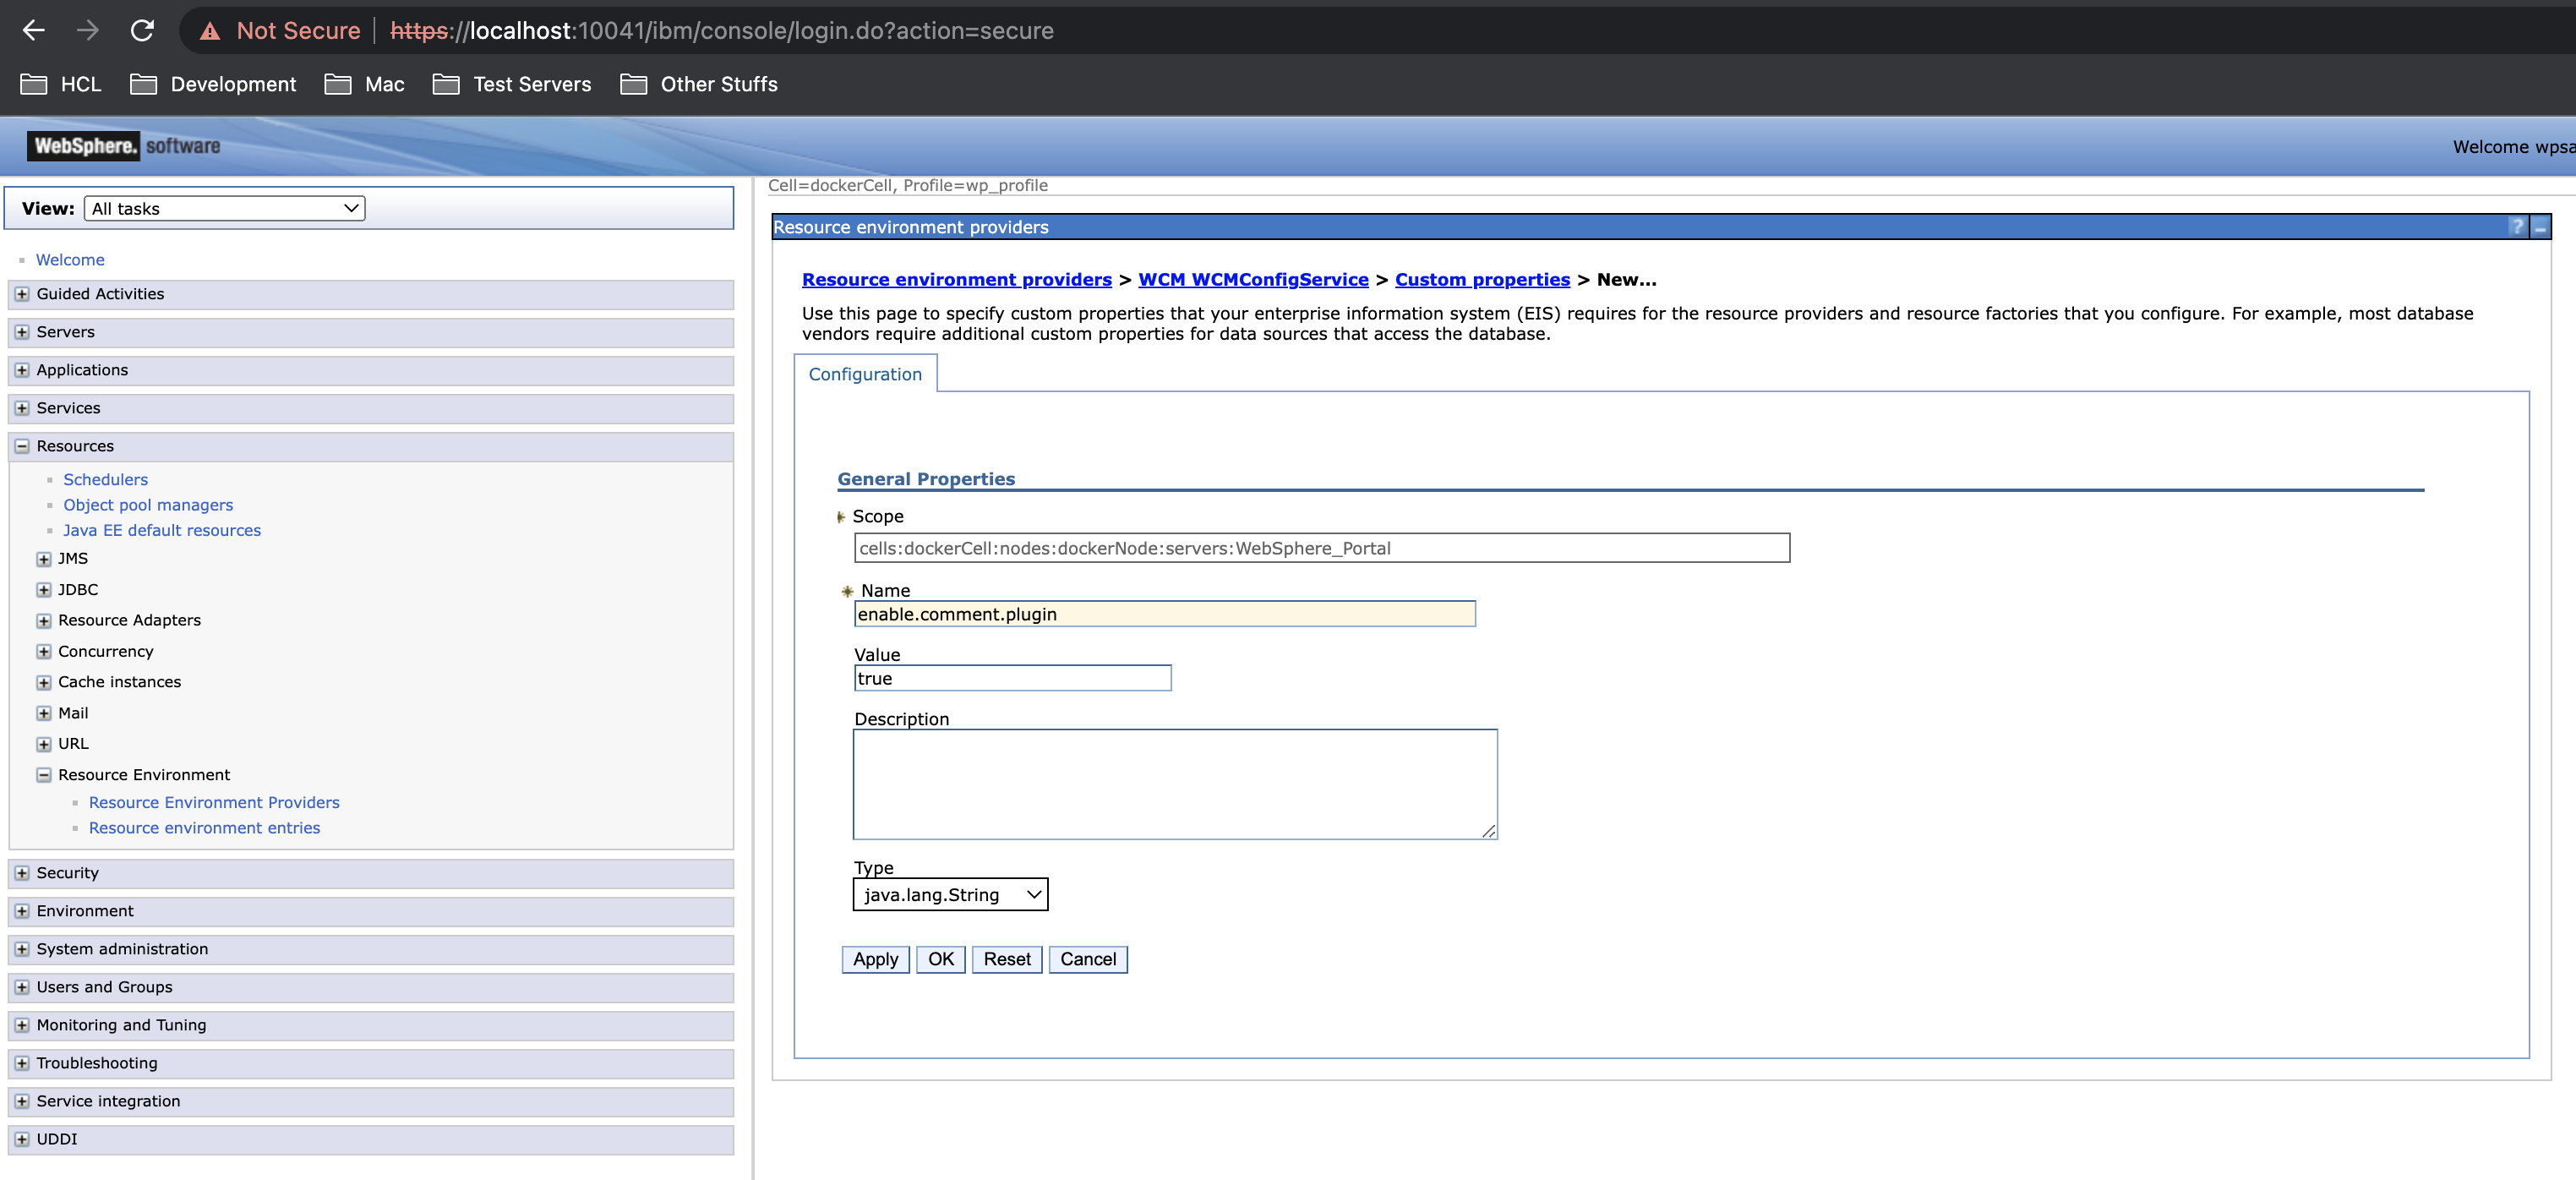 Not Secure https://localhost:10041/ibm/console/login.do?action=secure
HCL Development Mac Test Servers Other Stuffs
WebSphere. software
Welcome wpsa
View: All tasks
Welcome
Guided Activities
Servers
Applications
Services
Resources
Schedulers
Object pool managers
Java EE default resources
JMS
JDBC
Resource Adapters
Concurrency
Cache instances
Mail
URL
Resource Environment
Resource Environment Providers
Resource environment entries
Security
Environment
System administration
Users and Groups
Monitoring and Tuning
Troubleshooting
Service integration
UDDI
Cell=dockerCell, Profile=wp_profile
Resource environment providers ? –
Resource environment providers > WCM WCMConfigService > Custom properties > New...
Use this page to specify custom properties that your enterprise information system (EIS) requires for the resource providers and resource factories that you configure. For example, most database
vendors require additional custom properties for data sources that access the database.
Configuration
General Properties
Scope
cells:dockerCell:nodes:dockerNode:servers:WebSphere_Portal
* Name
enable.comment.plugin
Value
true
Description
Type
java.lang.String
Apply OK Reset Cancel